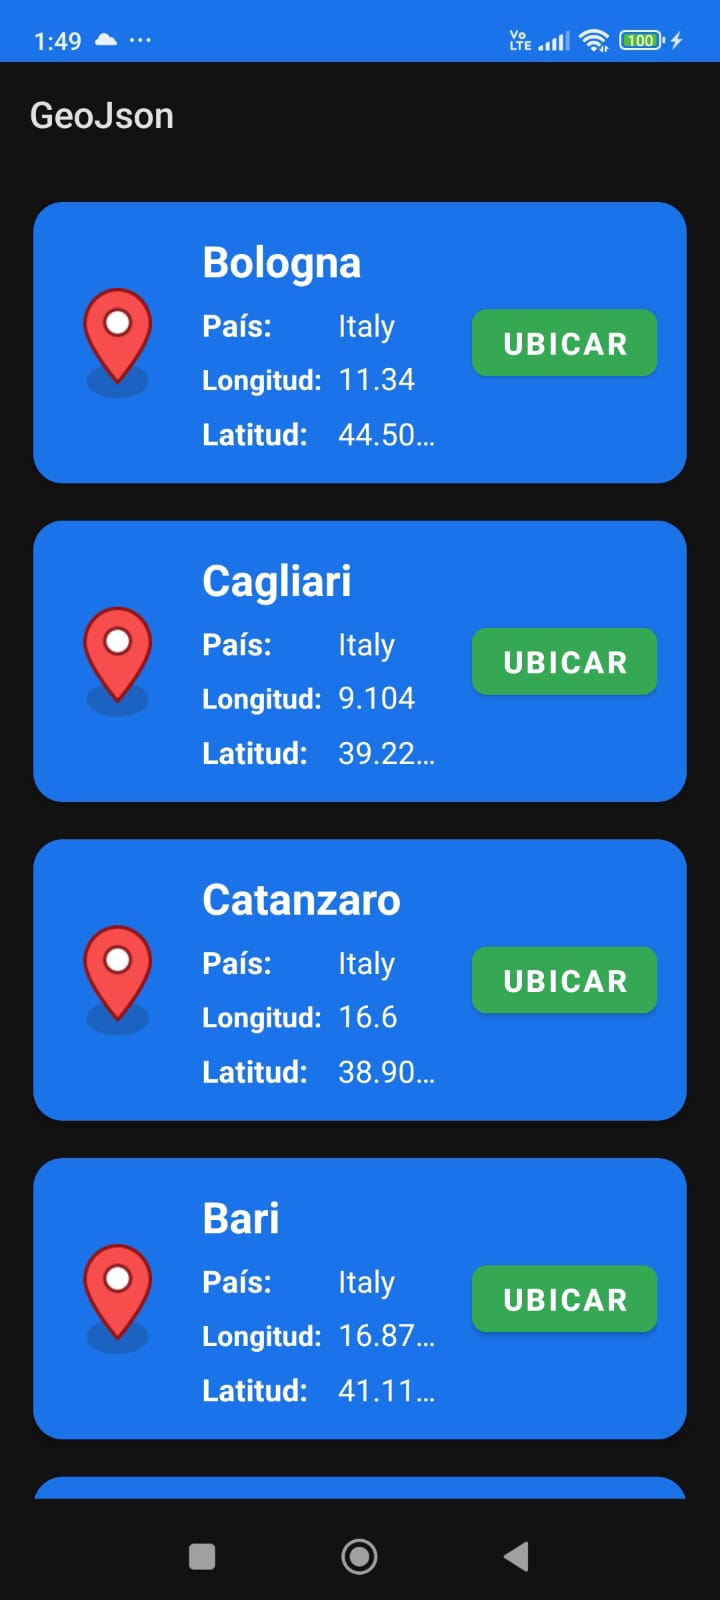 1:49 ... Vo LTE 100
GeoJson
Bologna
País: Italy
UBICAR
Longitud: 11.34
Latitud: 44.50...
Cagliari
País: Italy
UBICAR
Longitud: 9.104
Latitud: 39.22...
Catanzaro
País: Italy
UBICAR
Longitud: 16.6
Latitud: 38.90...
Bari
País: Italy
UBICAR
Longitud: 16.87...
Latitud: 41.11...